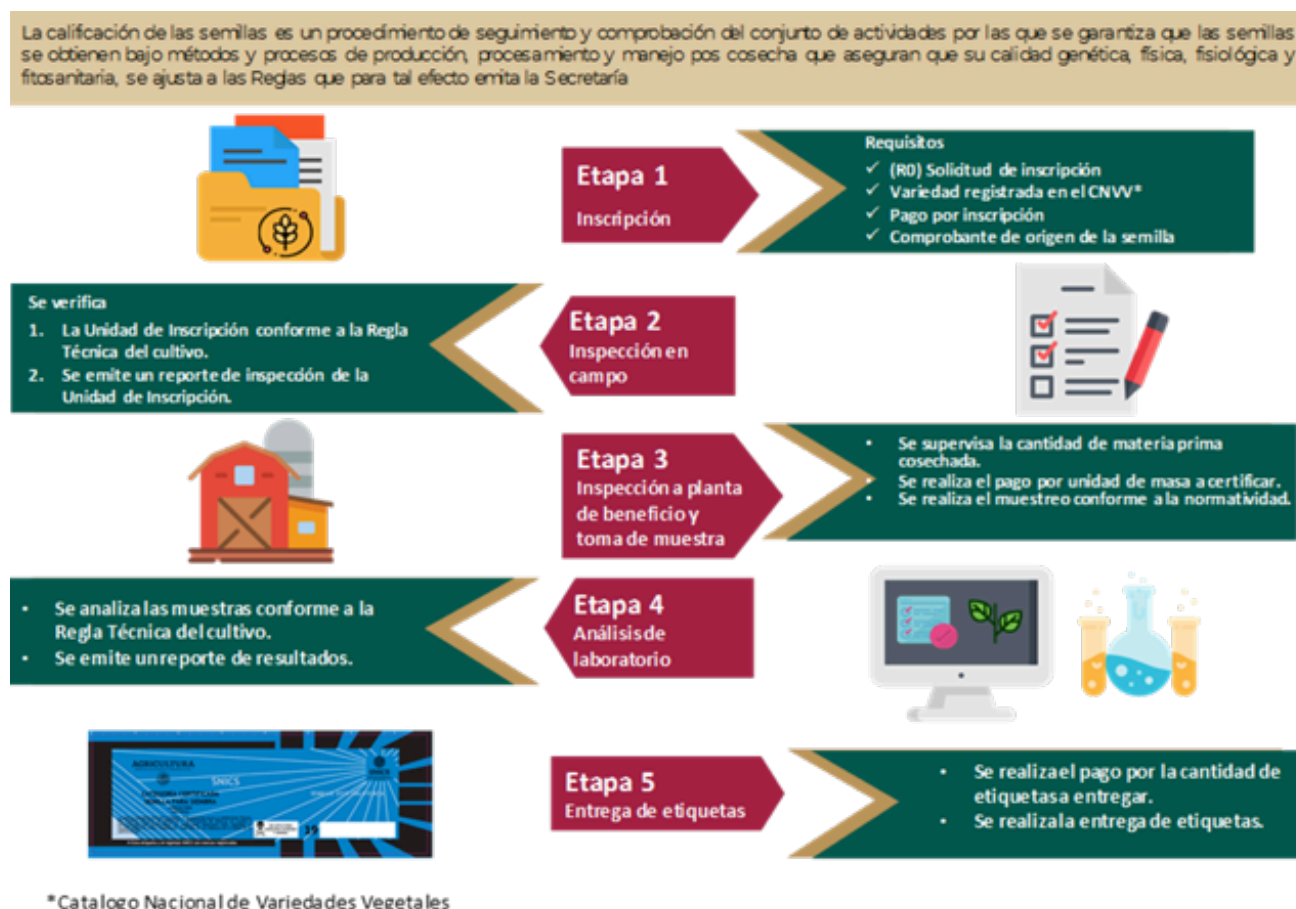 La calificación de las semillas es un procedimiento de seguimiento y comprobación del conjunto de actividades por las que se garantiza que las semillas
se obtienen bajo métodos y procesos de producción, procesamiento y manejo pos cosecha que aseguran que su calidad genética, física, fisiológica y
fitosanitaria, se ajusta a las Reglas que para tal efecto emita la Secretaría
Etapa 1
Inscripción
Requisitos
✓ (R0) Solicitud de inscripción
✓ Variedad registrada en el CNVV*
✓ Pago por inscripción
✓ Comprobante de origen de la semilla
Etapa 2
Inspección en
campo
Se verifica
1. La Unidad de Inscripción conforme a la Regla
Técnica del cultivo.
2. Se emite un reporte de inspección de la
Unidad de Inscripción.
Etapa 3
Inspección a planta
de beneficio y
toma de muestra
• Se supervisa la cantidad de materia prima
cosechada.
• Se realiza el pago por unidad de masa a certificar.
• Se realiza el muestreo conforme a la normatividad.
Etapa 4
Análisis de
laboratorio
• Se analiza las muestras conforme a la
Regla Técnica del cultivo.
• Se emite un reporte de resultados.
AGRICULTURA
SNICS
CATEGORÍA CERTIFICADA
SEMILLA PARA SIEMBRA
19
Etapa 5
Entrega de etiquetas
• Se realiza el pago por la cantidad de
etiquetas a entregar.
• Se realiza la entrega de etiquetas.
*Catalogo Nacional de Variedades Vegetales